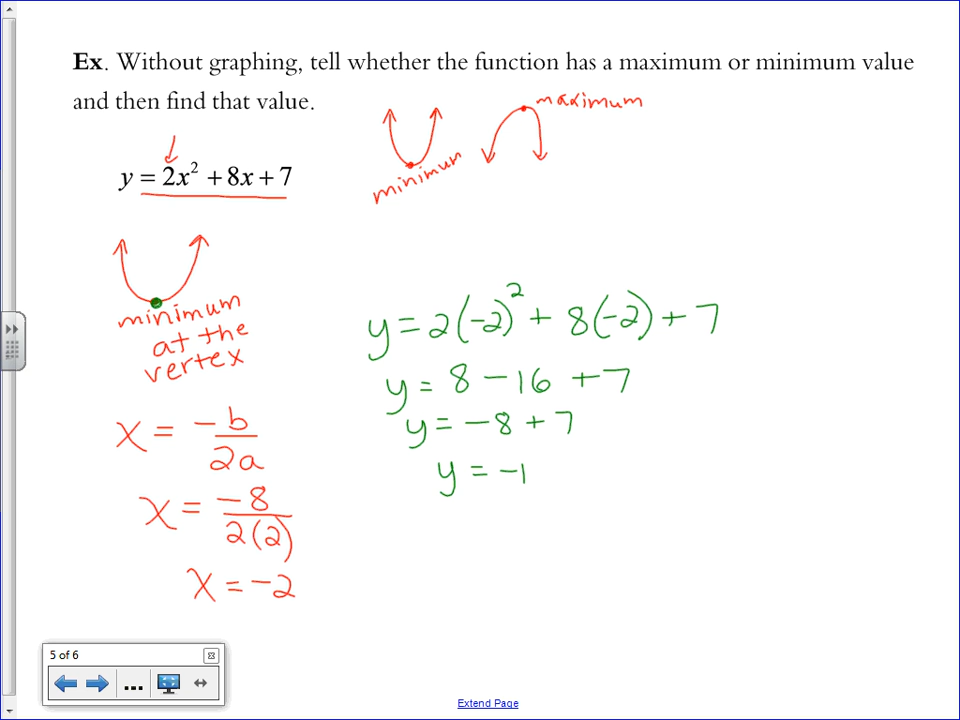 Ex. Without graphing, tell whether the function has a maximum or minimum value
and then find that value.
maximum
minimum
y = 2x² + 8x + 7
minimum
at the
vertex
x = -b/2a
x = -8/2(2)
x = -2
y = 2(-2)² + 8(-2) + 7
y = 8 - 16 + 7
y = -8 + 7
y = -1
5 of 6
...
Extend Page